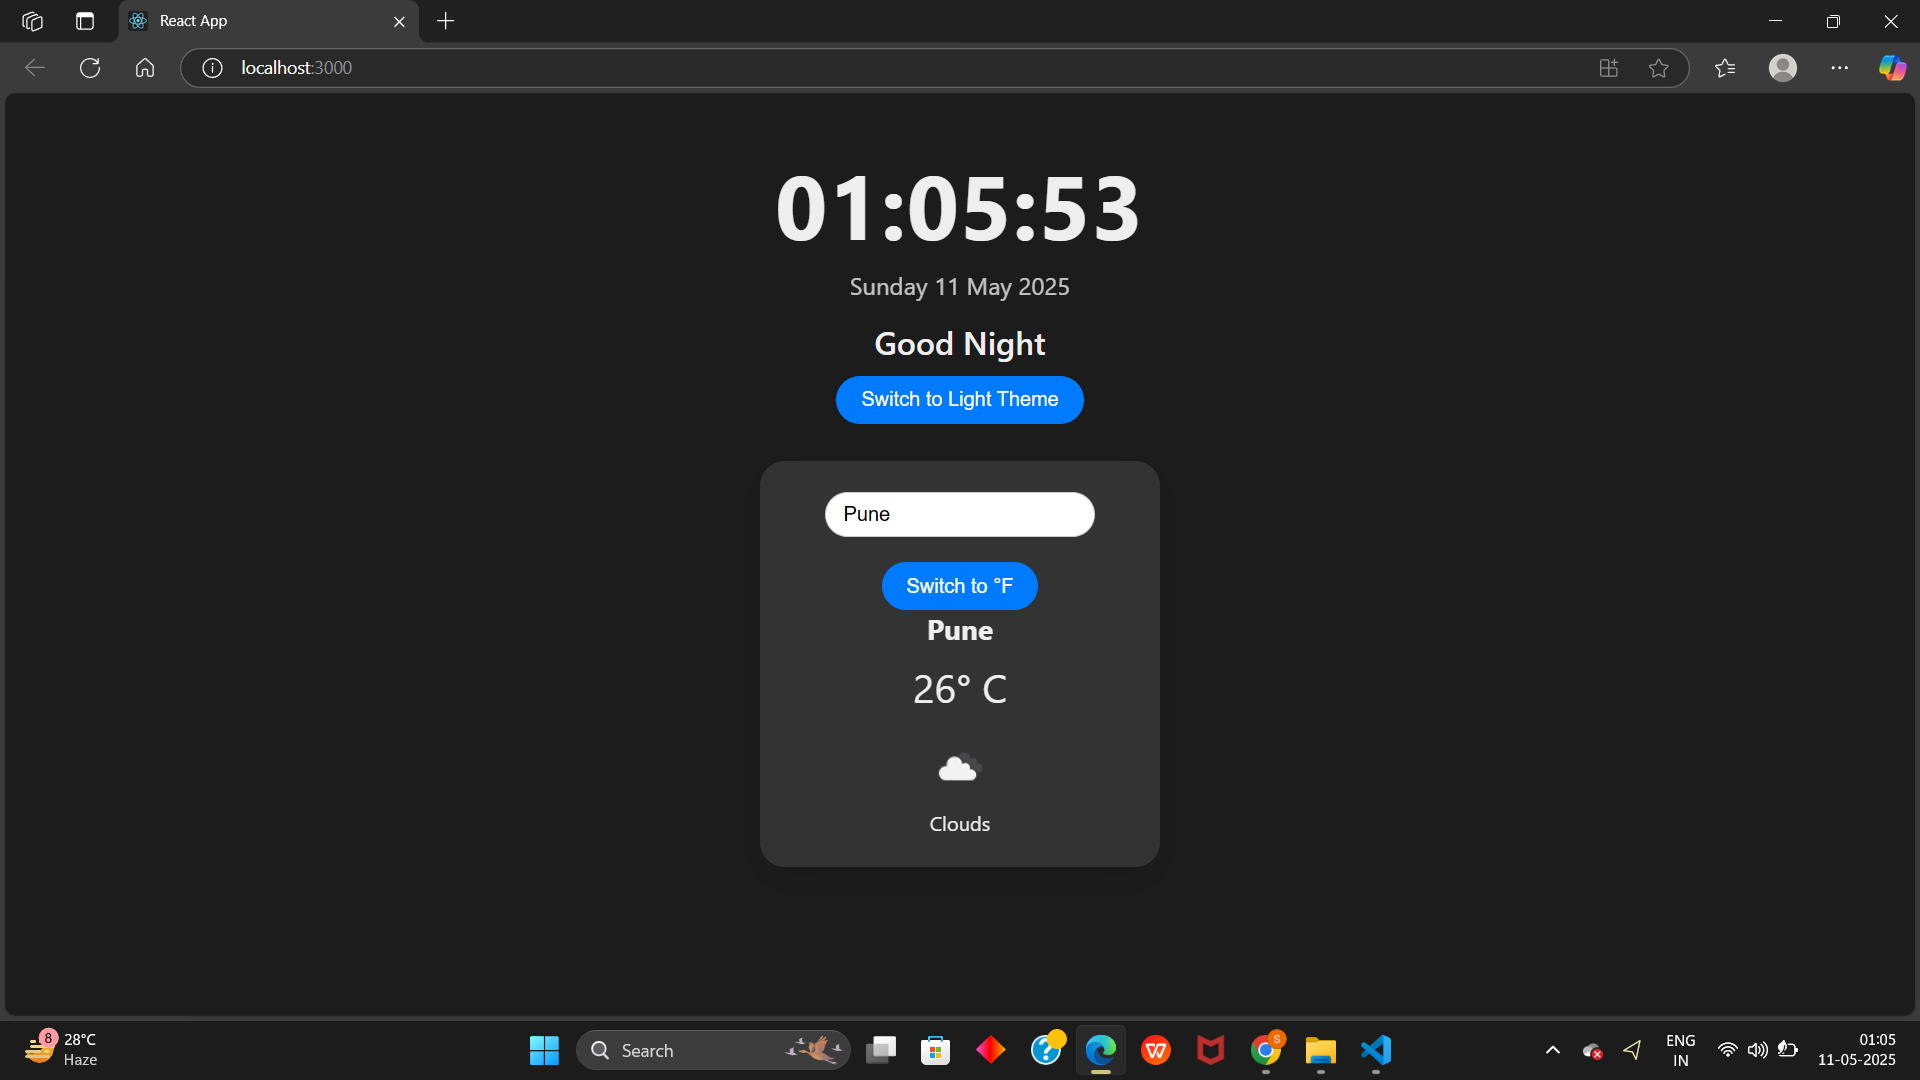 React App
localhost:3000
01:05:53
Sunday 11 May 2025
Good Night
Switch to Light Theme
Pune
Switch to °F
Pune
26° C
Clouds
8
28°C
Haze
Search
S
ENG
IN
01:05
11-05-2025